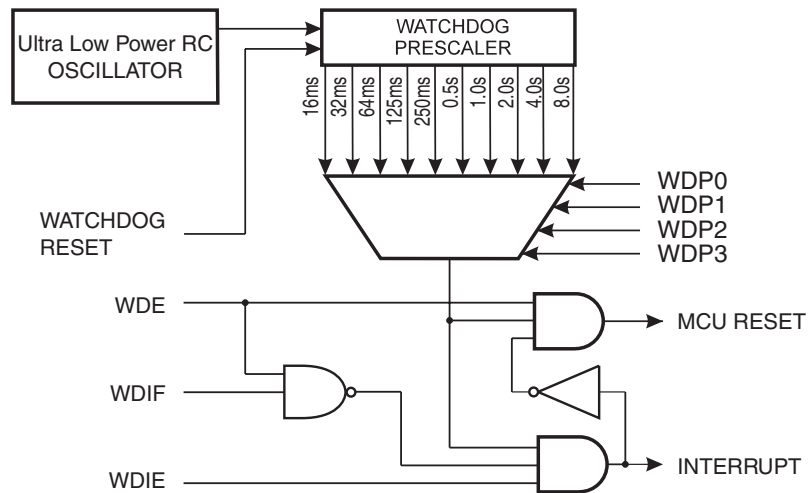 Ultra Low Power RC
OSCILLATOR
WATCHDOG
PRESCALER
16ms
32ms
64ms
125ms
250ms
0.5s
1.0s
2.0s
4.0s
8.0s
WDP0
WDP1
WDP2
WDP3
WATCHDOG
RESET
WDE
MCU RESET
WDIF
INTERRUPT
WDIE